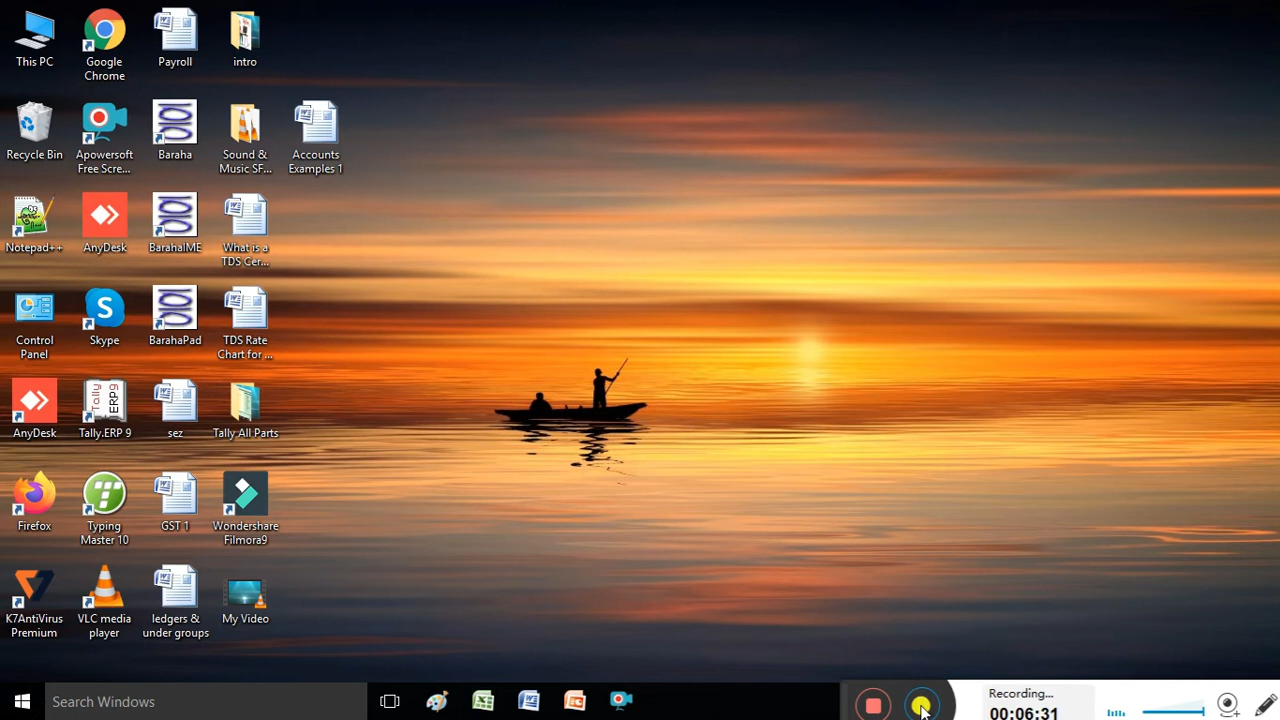 This PC
Google
Chrome
Payroll
intro
Recycle Bin
Apowersoft
Free Scre...
Baraha
Sound &
Music SF...
Accounts
Examples 1
Notepad++
AnyDesk
BarahaIME
What is a
TDS Cer...
Control
Panel
Skype
BarahaPad
TDS Rate
Chart for ...
AnyDesk
Tally.ERP 9
sez
Tally All Parts
Firefox
Typing
Master 10
GST 1
Wondershare
Filmora9
K7AntiVirus
Premium
VLC media
player
ledgers &
under groups
My Video
Search Windows
Recording...
00:06:31